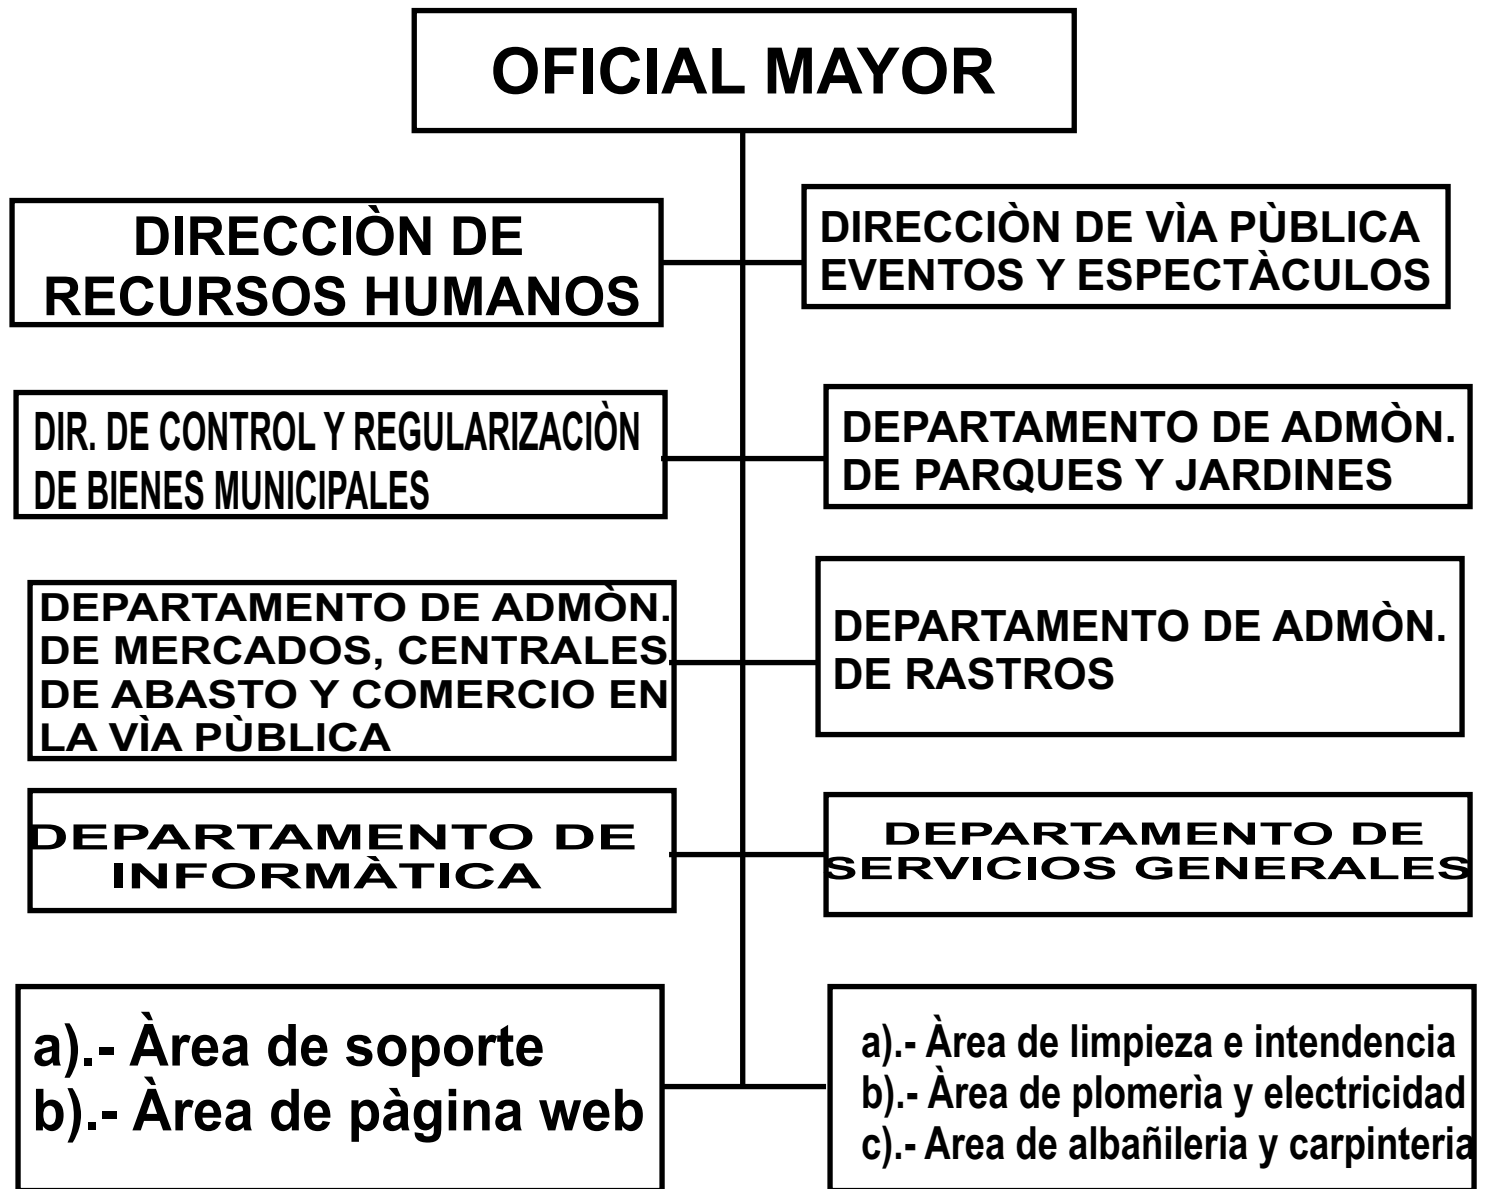 OFICIAL MAYOR
DIRECCIÒN DE
RECURSOS HUMANOS
DIRECCIÒN DE VÌA PÙBLICA
EVENTOS Y ESPECTÀCULOS
DIR. DE CONTROL Y REGULARIZACIÒN
DE BIENES MUNICIPALES
DEPARTAMENTO DE ADMÒN.
DE PARQUES Y JARDINES
DEPARTAMENTO DE ADMÒN.
DE MERCADOS, CENTRALES
DE ABASTO Y COMERCIO EN
LA VÌA PÙBLICA
DEPARTAMENTO DE ADMÒN.
DE RASTROS
DEPARTAMENTO DE
INFORMÀTICA
DEPARTAMENTO DE
SERVICIOS GENERALES
a).- Àrea de soporte
b).- Àrea de pàgina web
a).- Àrea de limpieza e intendencia
b).- Àrea de plomerìa y electricidad
c).- Area de albañileria y carpinteria